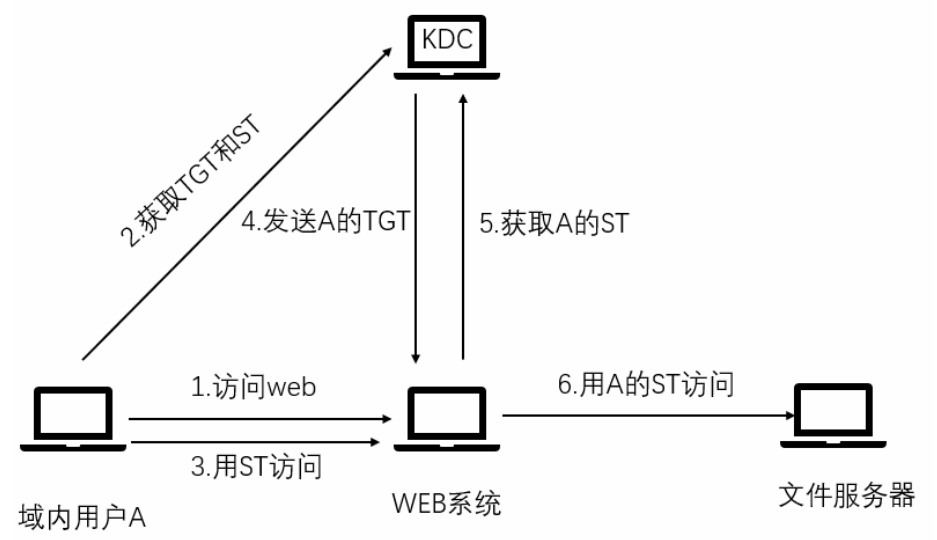 KDC
2.获取TGT和ST
4.发送A的TGT
5.获取A的ST
1.访问web
6.用A的ST访问
3.用ST访问
域内用户A
WEB系统
文件服务器